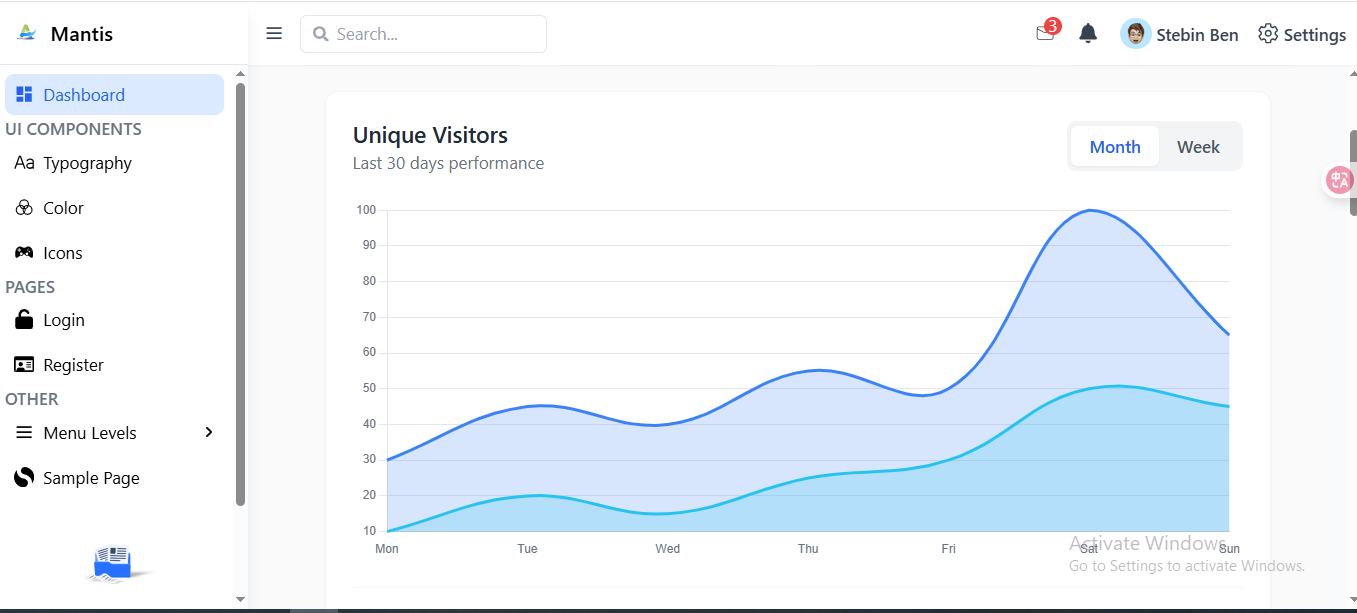 Mantis
Search...
3
Stebin Ben
Settings
Dashboard
UI COMPONENTS
Aa Typography
Color
Icons
PAGES
Login
Register
OTHER
Menu Levels
Sample Page
Unique Visitors
Last 30 days performance
Month
Week
100
90
80
70
60
50
40
30
20
10
Mon Tue Wed Thu Fri Sat Sun
Activate Windows
Go to Settings to activate Windows.
中A